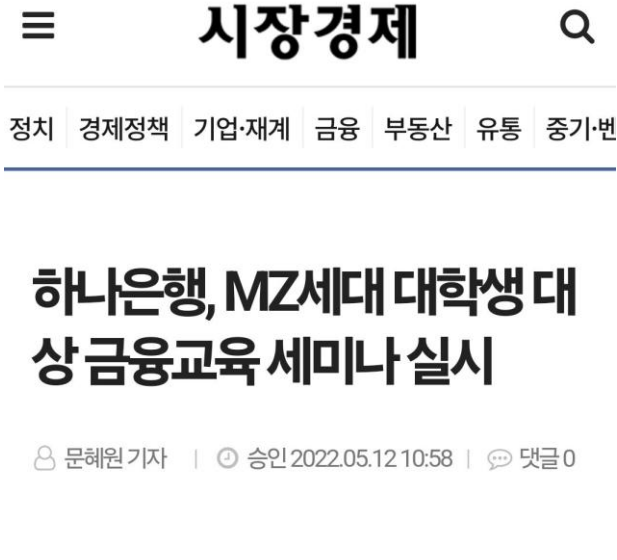 시장경제
정치 경제정책 기업·재계 금융 부동산 유통 중기·벤
하나은행, MZ세대 대학생 대
상 금융교육 세미나 실시
문혜원 기자 | 승인 2022.05.12 10:58 | 댓글 0